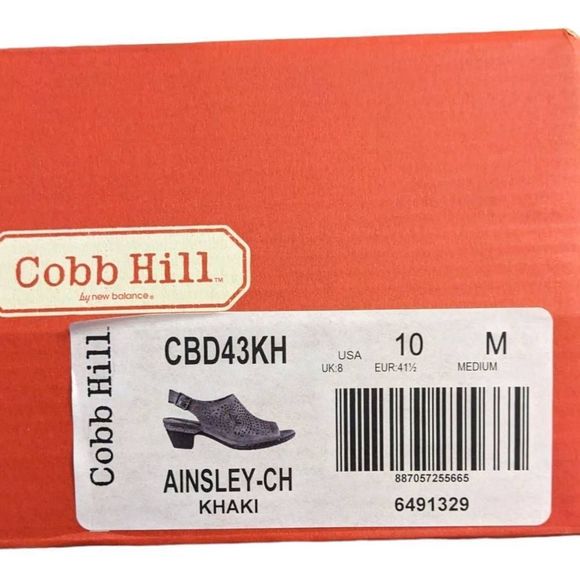 Cobb Hill™
by new balance®
Cobb Hill
CBD43KH
AINSLEY-CH
KHAKI
USA 10 M
UK:8 EUR:41½ MEDIUM
887057255665
6491329